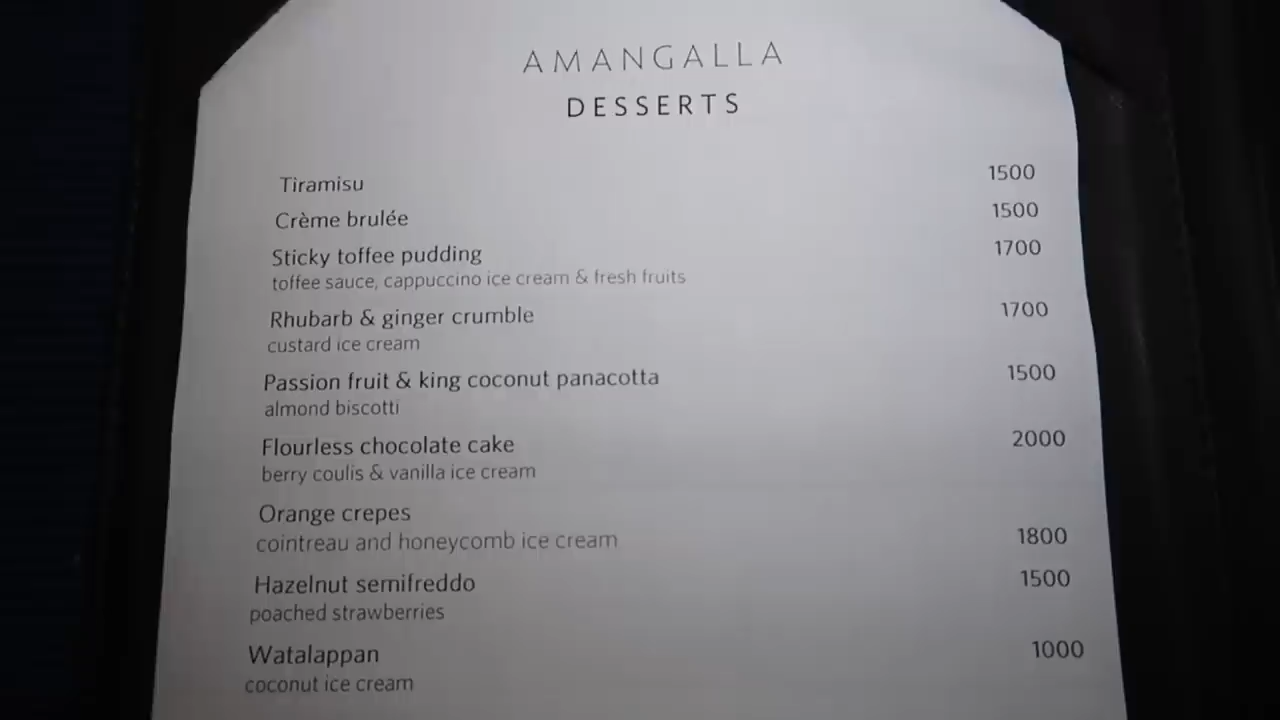 AMANGALLA
DESSERTS
Tiramisu 1500
Crème brulée 1500
Sticky toffee pudding 1700
toffee sauce, cappuccino ice cream & fresh fruits
Rhubarb & ginger crumble 1700
custard ice cream
Passion fruit & king coconut panacotta 1500
almond biscotti
Flourless chocolate cake 2000
berry coulis & vanilla ice cream
Orange crepes
cointreau and honeycomb ice cream 1800
Hazelnut semifreddo 1500
poached strawberries
Watalappan 1000
coconut ice cream